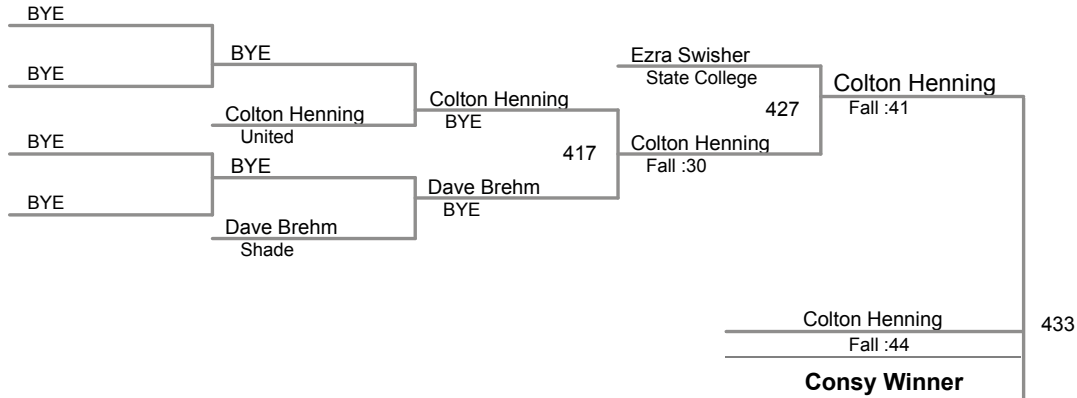 BYE
BYE
BYE
BYE
BYE
Colton Henning
United
BYE
Dave Brehm
Shade
Colton Henning
BYE
417
Dave Brehm
BYE
Ezra Swisher
State College
427
Colton Henning
Fall :30
Colton Henning
Fall :41
433
Colton Henning
Fall :44
Consy Winner